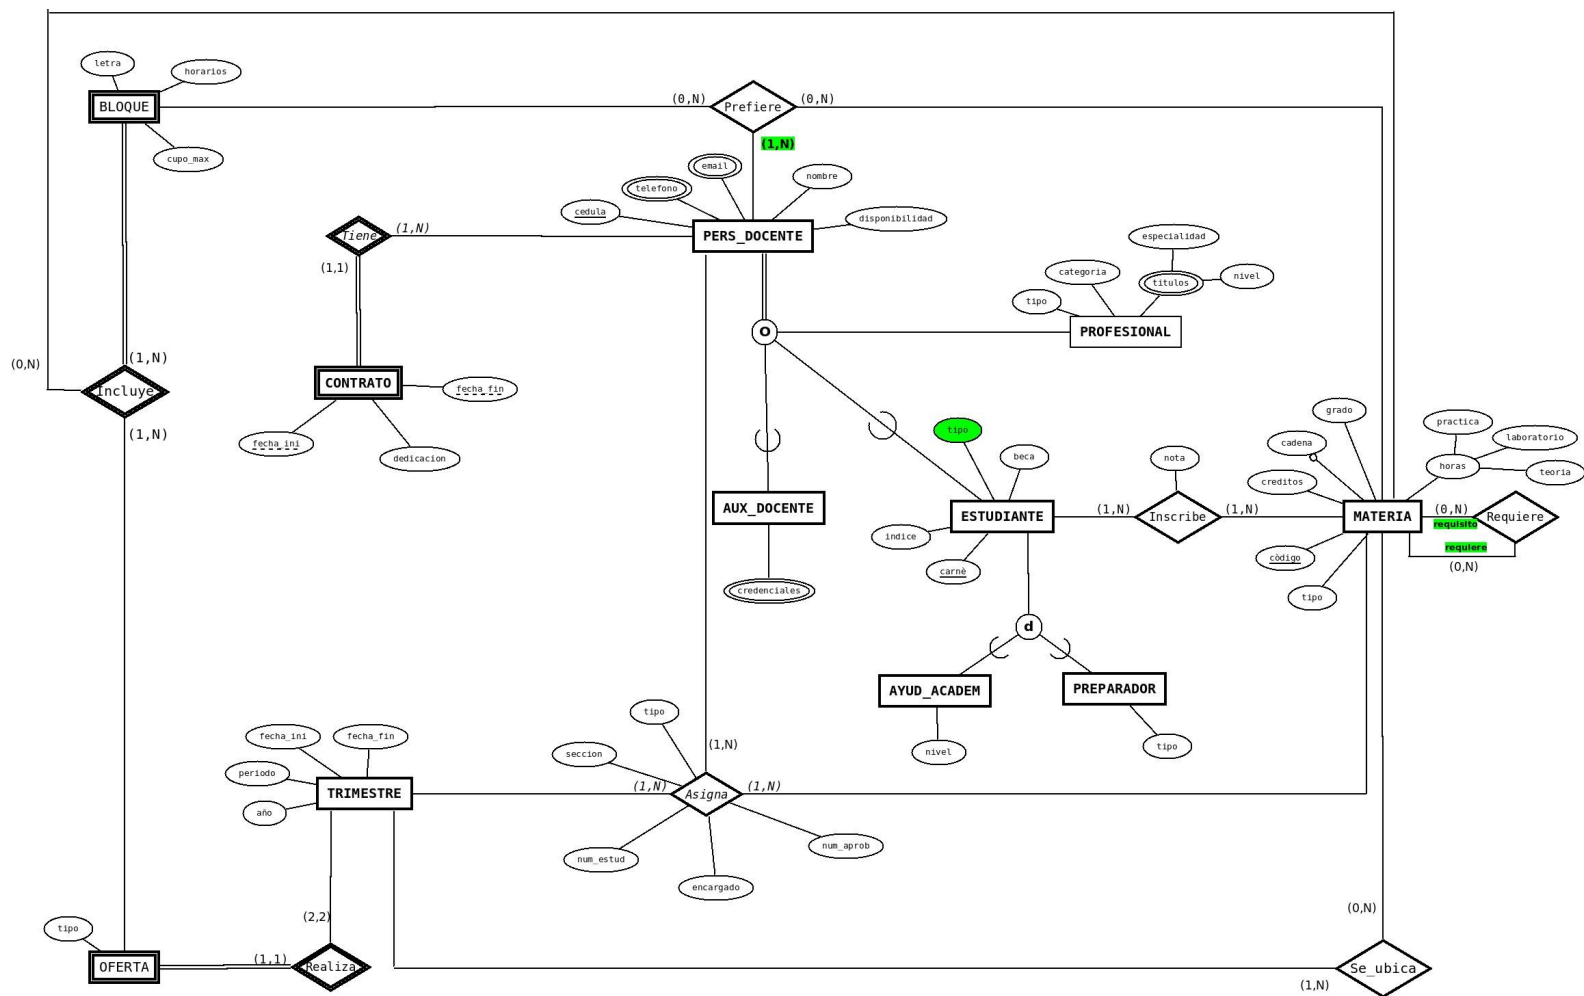 letra
horarios
BLOQUE
cupo_max
(0,N)
Prefiere
(0,N)
(1,N)
email
telefono
nombre
cedula
disponibilidad
PERS_DOCENTE
Tiene
(1,N)
(1,1)
especialidad
categoria
titulos
nivel
tipo
PROFESIONAL
O
(0,N)
(1,N)
Incluye
(1,N)
CONTRATO
fecha_fin
fecha_ini
dedicacion
tipo
beca
AUX_DOCENTE
ESTUDIANTE
indice
carnè
credenciales
(1,N)
nota
Inscribe
(1,N)
grado
cadena
creditos
practica
laboratorio
horas
teoria
MATERIA
(0,N)
requisito
Requiere
requiere
(0,N)
còdigo
tipo
d
AYUD_ACADEM
PREPARADOR
nivel
tipo
tipo
seccion
(1,N)
fecha_ini
fecha_fin
periodo
año
TRIMESTRE
(1,N)
Asigna
(1,N)
num_estud
encargado
num_aprob
(2,2)
tipo
OFERTA
(1,1)
Realiza
(0,N)
Se_ubica
(1,N)